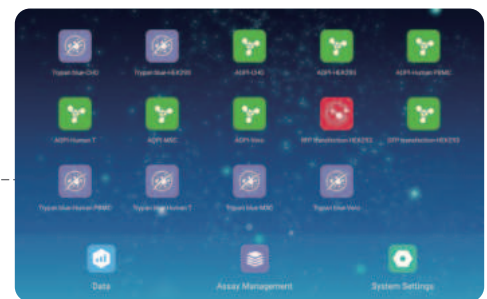 Trypan blue-CHO Trypan blue-HEK293 AOPI-CHO AOPI-HEK293 AOPI-Human PBMC
AOPI-Human T AOPI-MSC AOPI-Vero RFP transfection-HEK293 GFP transfection-HEK293
Trypan blue-Human PBMC Trypan blue-Human T Trypan blue-MSC Trypan blue-Vero
Data Assay Management System Settings